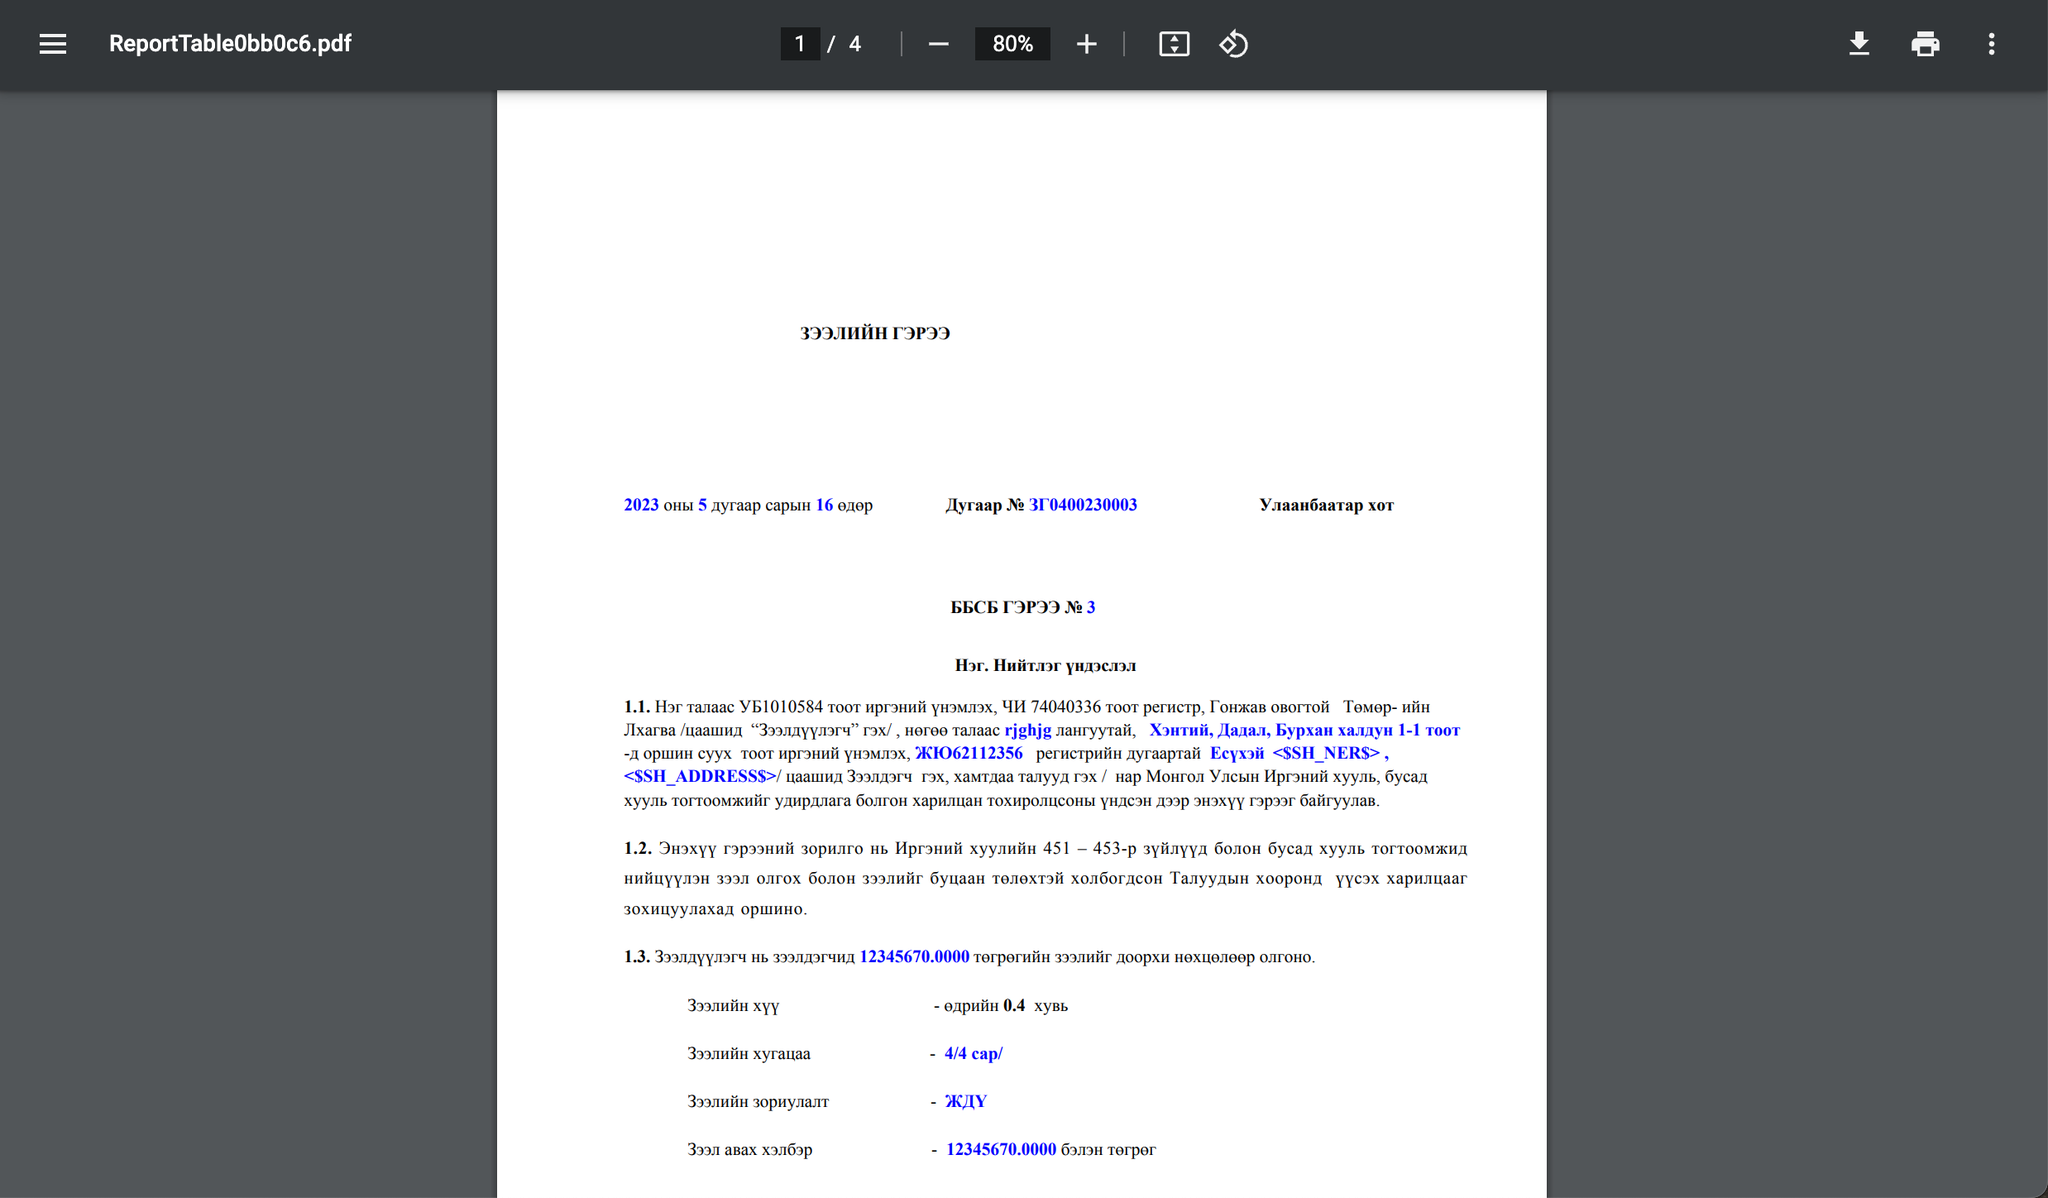 ReportTable0bb0c6.pdf
1 / 4
80%
ЗЭЭЛИЙН ГЭРЭЭ
2023 оны 5 дугаар сарын 16 өдөр Дугаар № ЗГ0400230003 Улаанбаатар хот
ББСБ ГЭРЭЭ № 3
Нэг. Нийтлэг үндэслэл
1.1. Нэг талаас УБ1010584 тоот иргэний үнэмлэх, ЧИ 74040336 тоот регистр, Гонжав овогтой Төмөр- ийн
Лхагва /цаашид “Зээлдүүлэгч” гэх/ , нөгөө талаас rjghjg лангуутай, Хэнтий, Дадал, Бурхан халдун 1-1 тоот
-д оршин суух тоот иргэний үнэмлэх, ЖЮ62112356 регистрийн дугаартай Есүхэй <$SH_NER$> ,
<$SH_ADDRESS$>/ цаашид Зээлдэгч гэх, хамтдаа талууд гэх / нар Монгол Улсын Иргэний хууль, бусад
хууль тогтоомжийг удирдлага болгон харилцан тохиролцсоны үндсэн дээр энэхүү гэрээг байгуулав.
1.2. Энэхүү гэрээний зорилго нь Иргэний хуулийн 451 – 453-р зүйлүүд болон бусад хууль тогтоомжид
нийцүүлэн зээл олгох болон зээлийг буцаан төлөхтэй холбогдсон Талуудын хооронд үүсэх харилцааг
зохицуулахад оршино.
1.3. Зээлдүүлэгч нь зээлдэгчид 12345670.0000 төгрөгийн зээлийг доорхи нөхцөлөөр олгоно.
Зээлийн хүү - өдрийн 0.4 хувь
Зээлийн хугацаа - 4/4 сар/
Зээлийн зориулалт - ЖДҮ
Зээл авах хэлбэр - 12345670.0000 бэлэн төгрөг